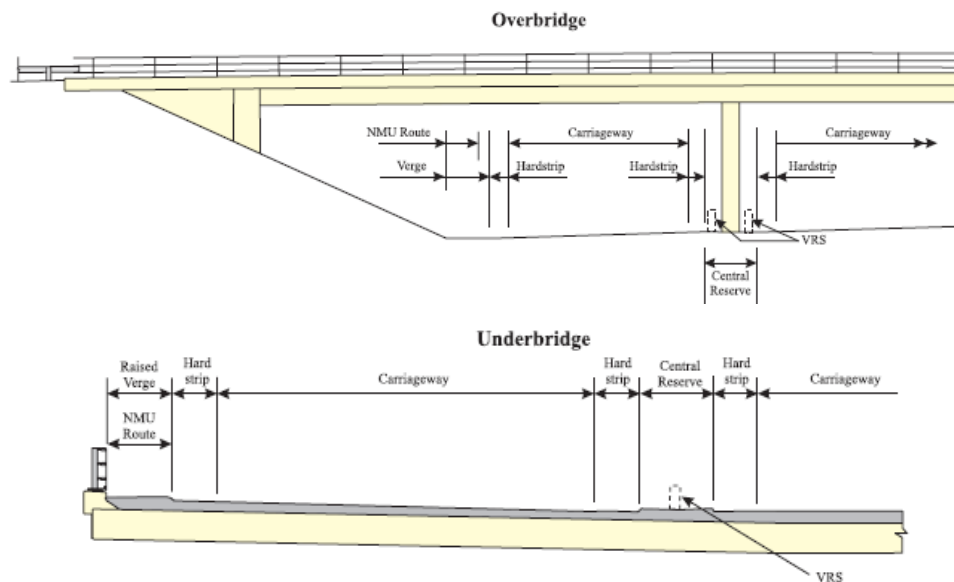 Overbridge
NMU Route
Carriageway
Carriageway
Verge
Hardstrip
Hardstrip
Hardstrip
VRS
Central
Reserve
Underbridge
Raised
Verge
Hard
strip
Carriageway
Hard
strip
Central
Reserve
Hard
strip
Carriageway
NMU
Route
VRS